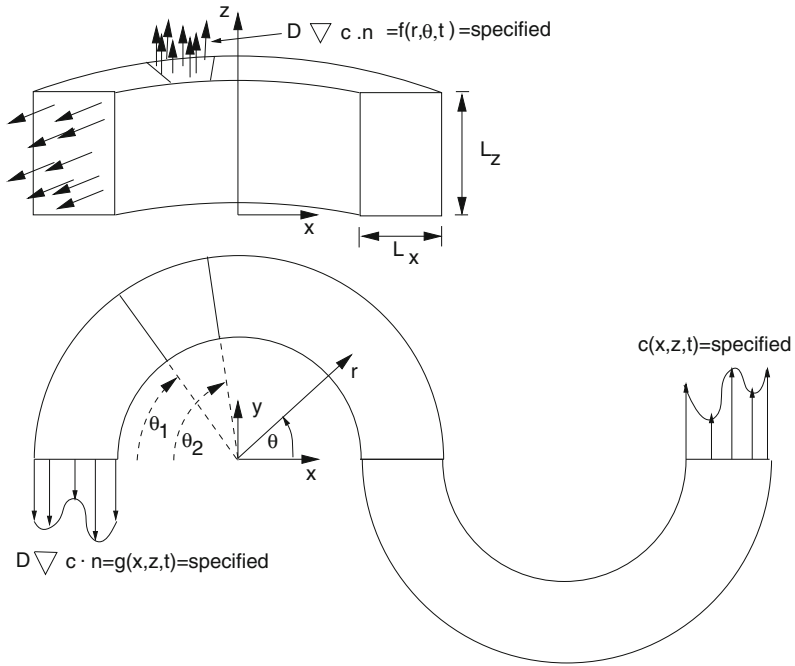 z
D ▽ c .n =f(r,θ,t)=specified
L_z
x
L_x
c(x,z,t)=specified
r
y
θ_1
θ_2
θ
x
D ▽ c · n=g(x,z,t)=specified